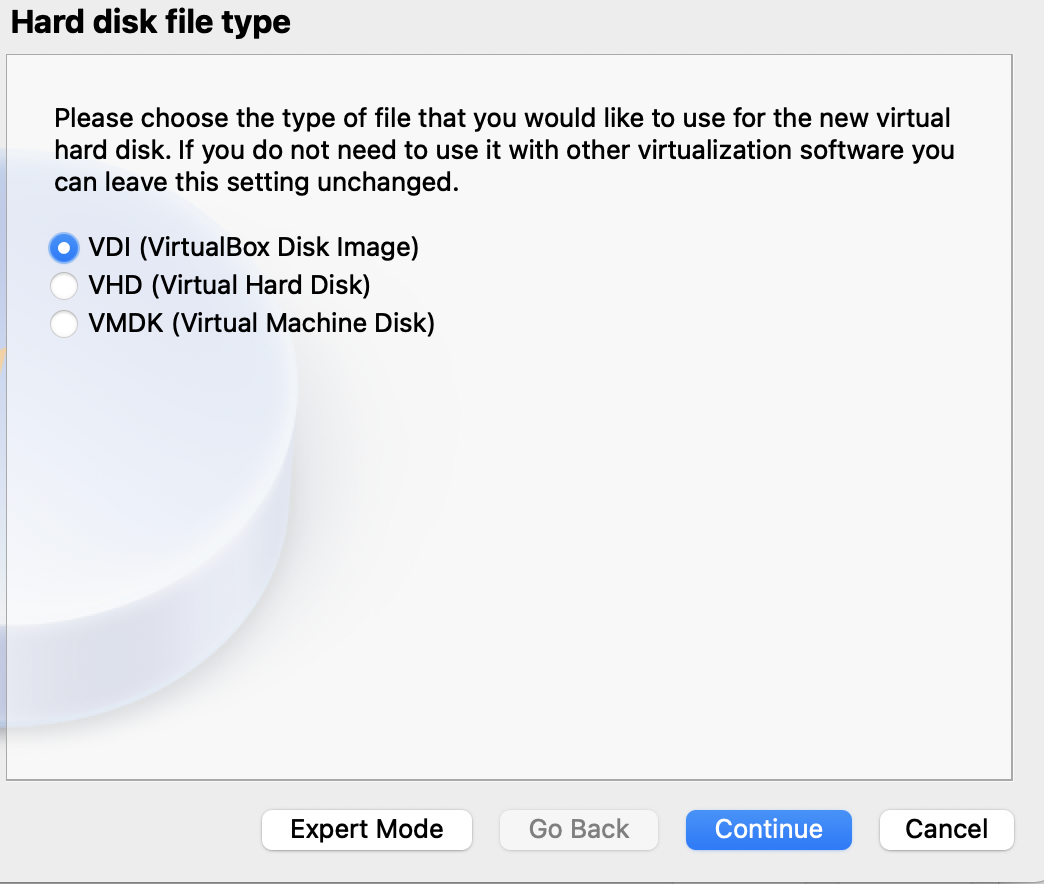 Hard disk file type
Please choose the type of file that you would like to use for the new virtual
hard disk. If you do not need to use it with other virtualization software you
can leave this setting unchanged.
VDI (VirtualBox Disk Image)
VHD (Virtual Hard Disk)
VMDK (Virtual Machine Disk)
Expert Mode
Go Back
Continue
Cancel